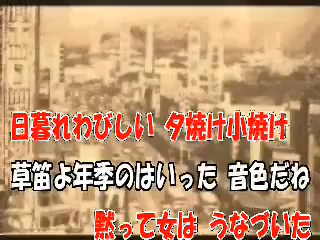 日暮れわびしい 夕焼け小焼け
草笛よ年季のはいった 音色だね
黙って女は うなづいた